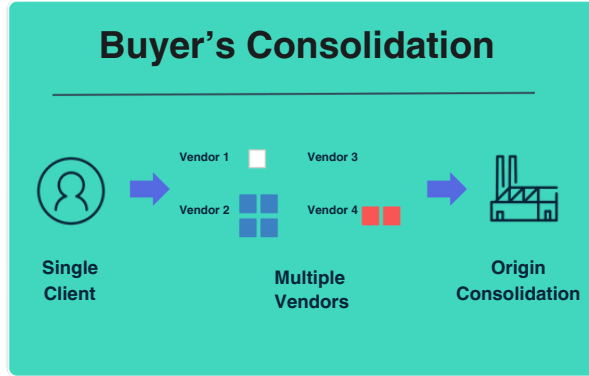 Buyer's Consolidation
Vendor 1
Vendor 3
Vendor 2
Vendor 4
Single
Client
Multiple
Vendors
Origin
Consolidation